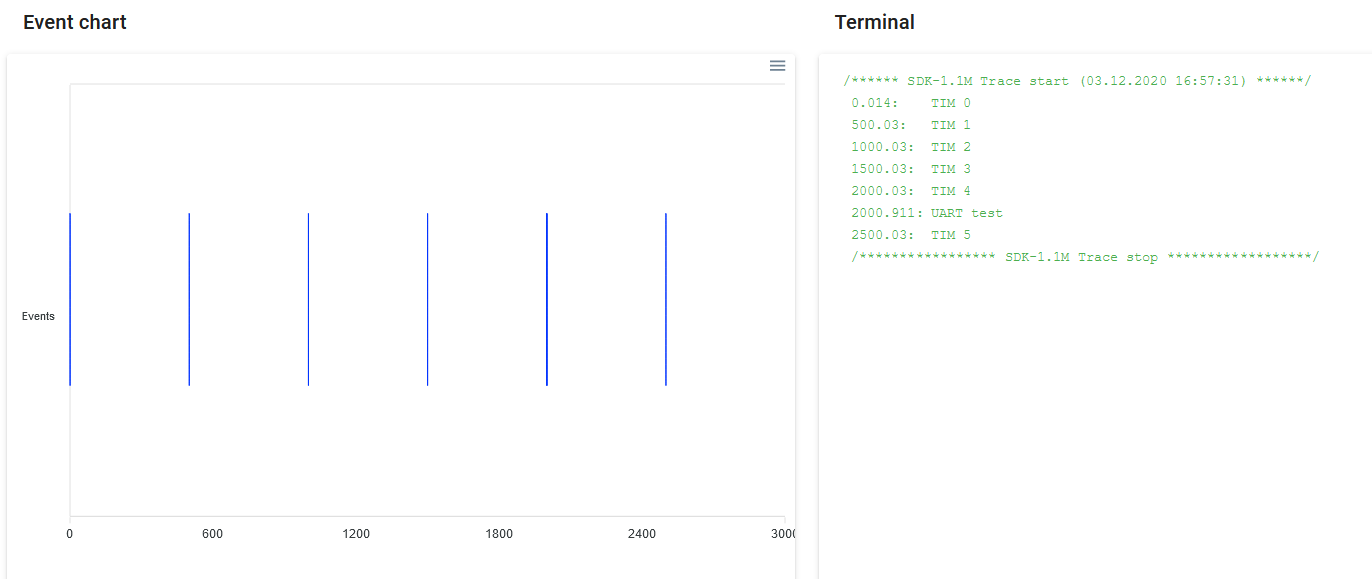 Event chart
Events
0 600 1200 1800 2400 3000
Terminal
/****** SDK-1.1M Trace start (03.12.2020 16:57:31) ******/
0.014: TIM 0
500.03: TIM 1
1000.03: TIM 2
1500.03: TIM 3
2000.03: TIM 4
2000.911: UART test
2500.03: TIM 5
/***************** SDK-1.1M Trace stop ******************/